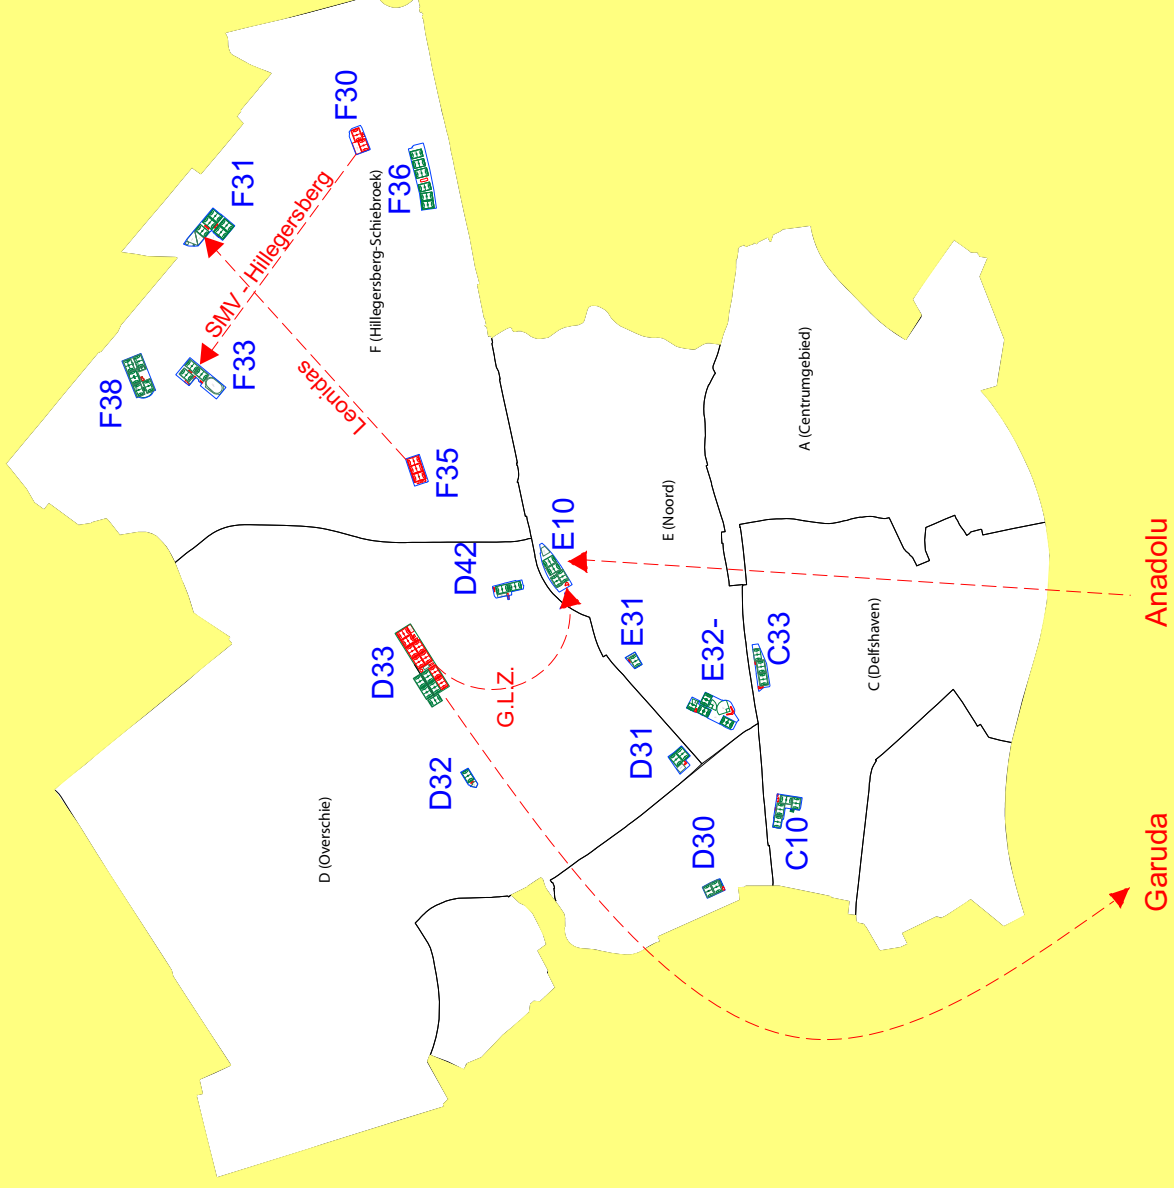 F30
F31
F36
SMV - Hillegersberg
F (Hillegersberg-Schiebroek)
F33
F38
Leonidas
F35
A (Centrumgebied)
E (Noord)
E10
D42
Anadolu
E31
E32-
C33
C (Delfshaven)
D33
G.L.Z.
D31
D32
D (Overschie)
D30
C10
Garuda